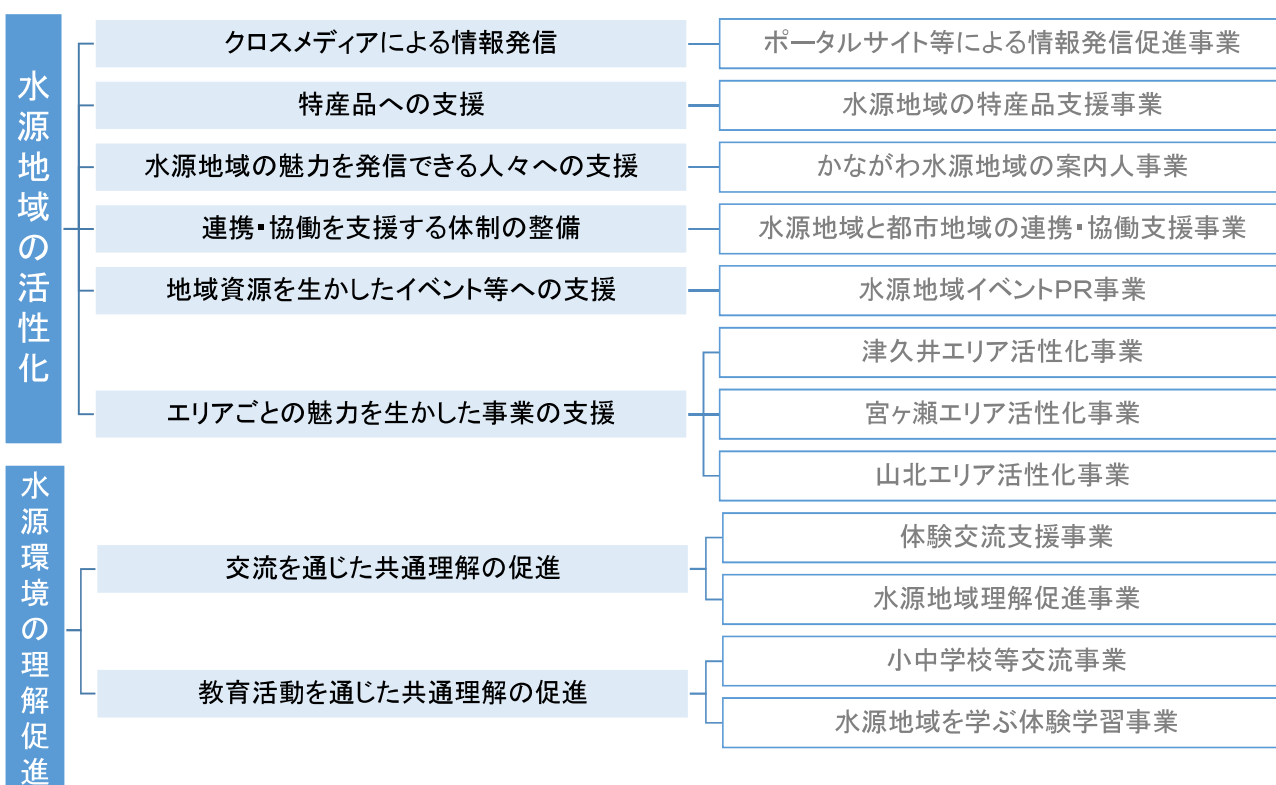 水源地域の活性化
クロスメディアによる情報発信
ポータルサイト等による情報発信促進事業
特産品への支援
水源地域の特産品支援事業
水源地域の魅力を発信できる人々への支援
かながわ水源地域の案内人事業
連携・協働を支援する体制の整備
水源地域と都市地域の連携・協働支援事業
地域資源を生かしたイベント等への支援
水源地域イベントPR事業
エリアごとの魅力を生かした事業の支援
津久井エリア活性化事業
宮ヶ瀬エリア活性化事業
山北エリア活性化事業
水源環境の理解促進
交流を通じた共通理解の促進
体験交流支援事業
水源地域理解促進事業
教育活動を通じた共通理解の促進
小中学校等交流事業
水源地域を学ぶ体験学習事業